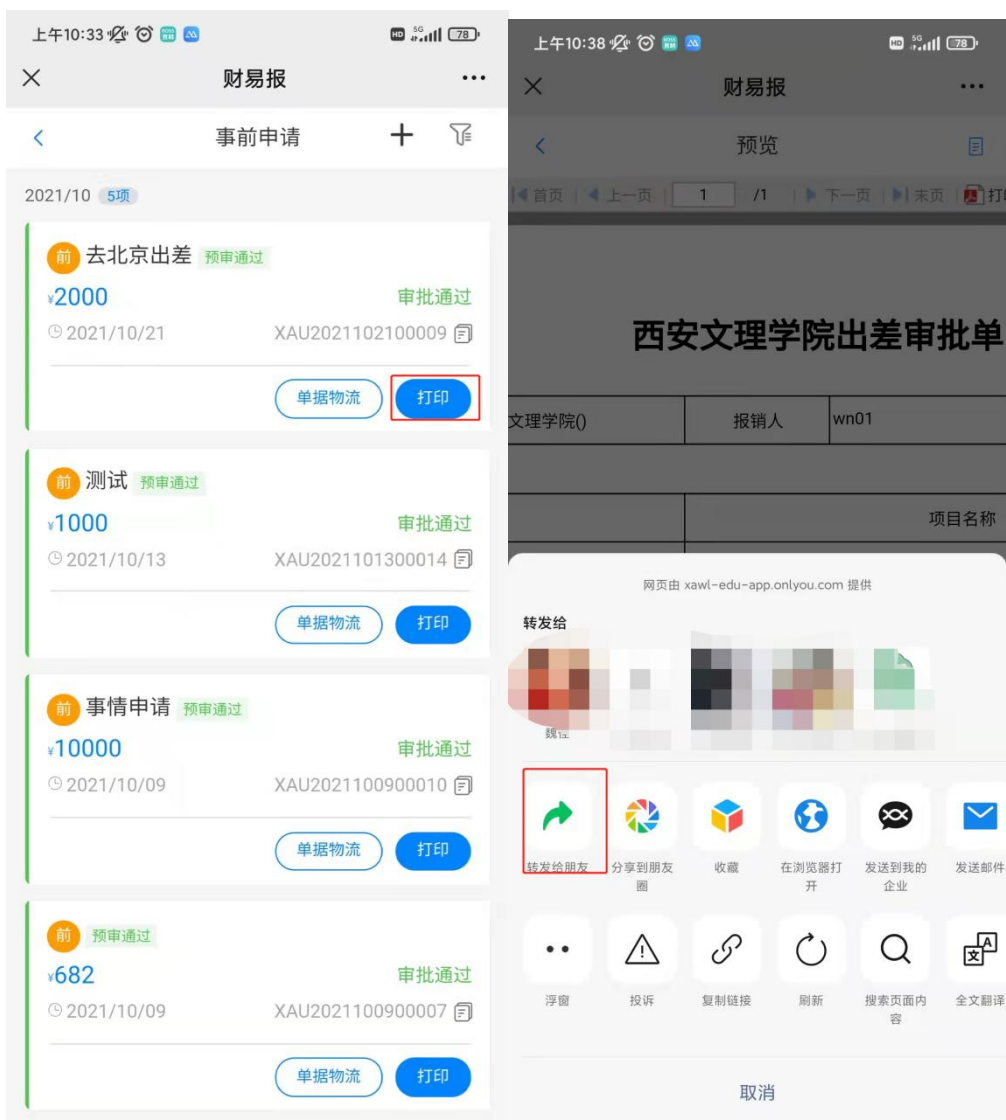 上午10:33
HD 5G 78
财易报
事前申请
2021/10 5项
前 去北京出差 预审通过
¥2000 审批通过
2021/10/21 XAU2021102100009
单据物流 打印
前 测试 预审通过
¥1000 审批通过
2021/10/13 XAU2021101300014
单据物流 打印
前 事情申请 预审通过
¥10000 审批通过
2021/10/09 XAU2021100900010
单据物流 打印
前 预审通过
¥682 审批通过
2021/10/09 XAU2021100900007
单据物流 打印
上午10:38
HD 5G 78
财易报
预览
首页 上一页 1 /1 下一页 末页 打印
西安文理学院出差审批单
文理学院() 报销人 wn01
项目名称
网页由 xawl-edu-app.onlyou.com 提供
转发给
转发给朋友 分享到朋友圈 收藏 在浏览器打开 发送到我的企业 发送邮件
浮窗 投诉 复制链接 刷新 搜索页面内容 全文翻译
取消